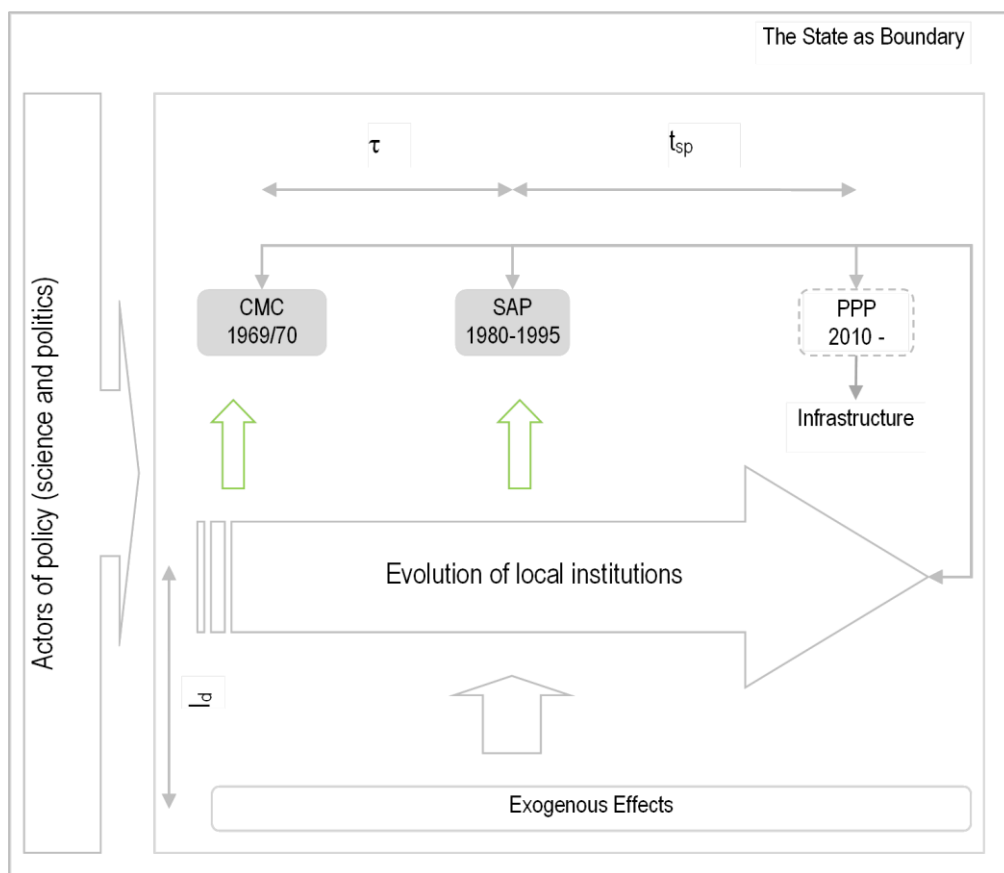 The State as Boundary
τ
tsp
CMC
1969/70
SAP
1980-1995
PPP
2010 -
Infrastructure
Actors of policy (science and politics)
Evolution of local institutions
Id
Exogenous Effects